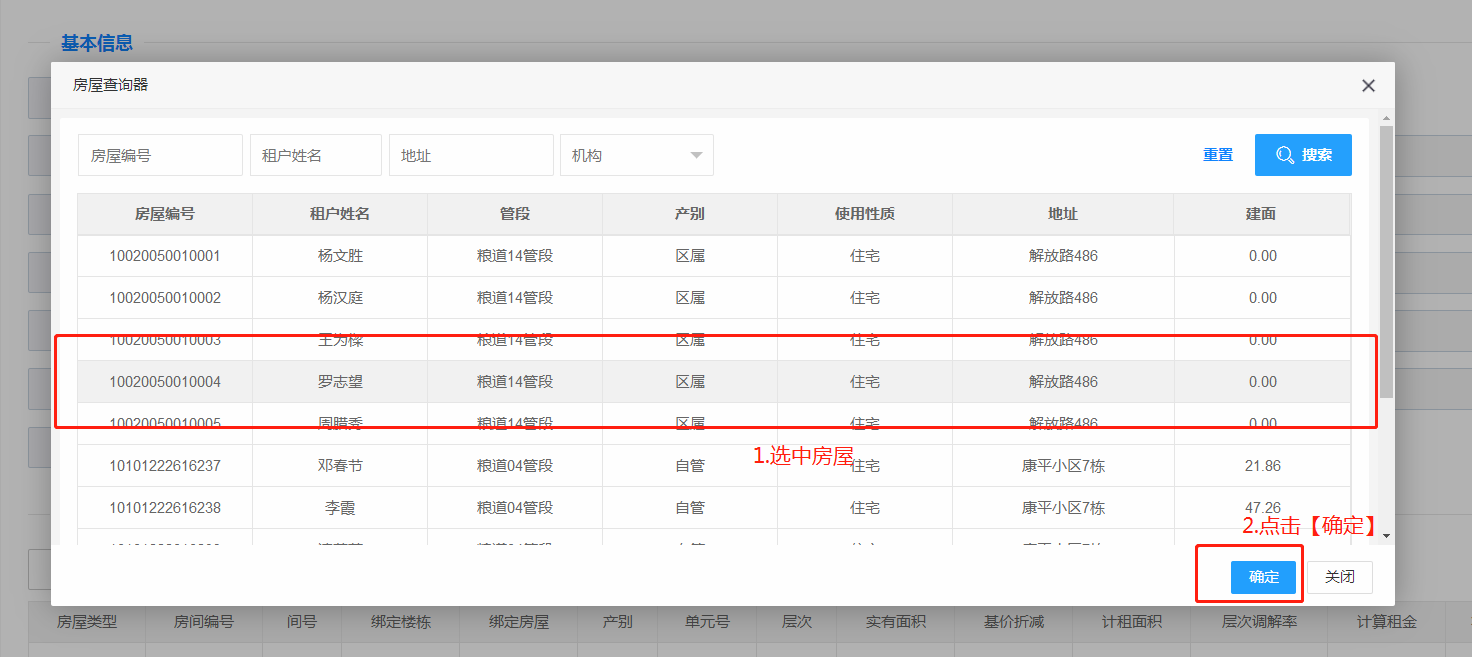 基本信息
房屋查询器
房屋编号 租户姓名 地址 机构 重置 搜索
房屋编号 租户姓名 管段 产别 使用性质 地址 建面
10020050010001 杨文胜 粮道14管段 区属 住宅 解放路486 0.00
10020050010002 杨汉庭 粮道14管段 区属 住宅 解放路486 0.00
10020050010003 王为樑 粮道14管段 区属 住宅 解放路486 0.00
10020050010004 罗志望 粮道14管段 区属 住宅 解放路486 0.00
10020050010005 周腊秀 粮道14管段 区属 住宅 解放路486 0.00
1.选中房屋
10101222616237 邓春节 粮道04管段 自管 住宅 康平小区7栋 21.86
10101222616238 李霞 粮道04管段 自管 住宅 康平小区7栋 47.26
2.点击【确定】
确定 关闭
房屋类型 房间编号 间号 绑定楼栋 绑定房屋 产别 单元号 层次 实有面积 基价折减 计租面积 层次调解率 计算租金